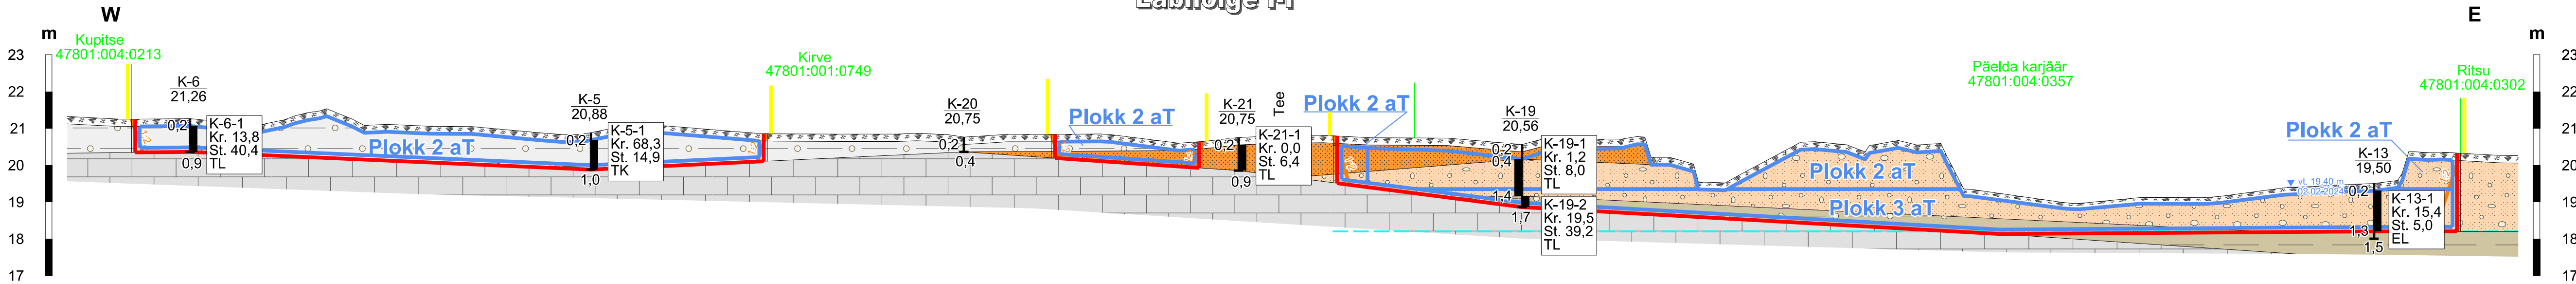 Läbilõige I-I
W
E
m
m
23
22
21
20
19
18
17
Kupitse
47801:004:0213
K-6
21,26
0,2
0,9
K-6-1
Kr. 13,8
St. 40,4
TL
Plokk 2 aT
K-5
20,88
0,2
1,0
K-5-1
Kr. 68,3
St. 14,9
TK
Kirve
47801:001:0749
K-20
20,75
0,2
0,4
Plokk 2 aT
K-21
20,75
0,2
0,9
Tee
K-21-1
Kr. 0,0
St. 6,4
TL
Plokk 2 aT
K-19
20,56
0,2
0,4
1,4
1,7
K-19-1
Kr. 1,2
St. 8,0
TL
K-19-2
Kr. 19,5
St. 39,2
TL
Päelda karjäär
47801:004:0357
Plokk 2 aT
Plokk 3 aT
vt. 19,40 m
02.02.2024
Plokk 2 aT
K-13
19,50
0,2
1,3
1,5
K-13-1
Kr. 15,4
St. 5,0
EL
Ritsu
47801:004:0302
23
22
21
20
19
18
17